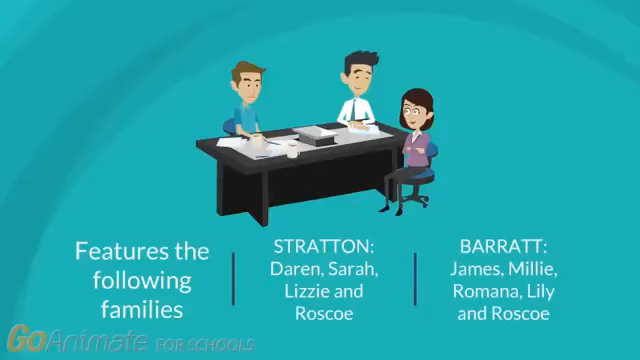 Features the
following
families
STRATTON:
Daren, Sarah,
Lizzie and
Roscoe
BARRATT:
James, Millie,
Romana, Lily
and Roscoe
GoAnimate FOR SCHOOLS